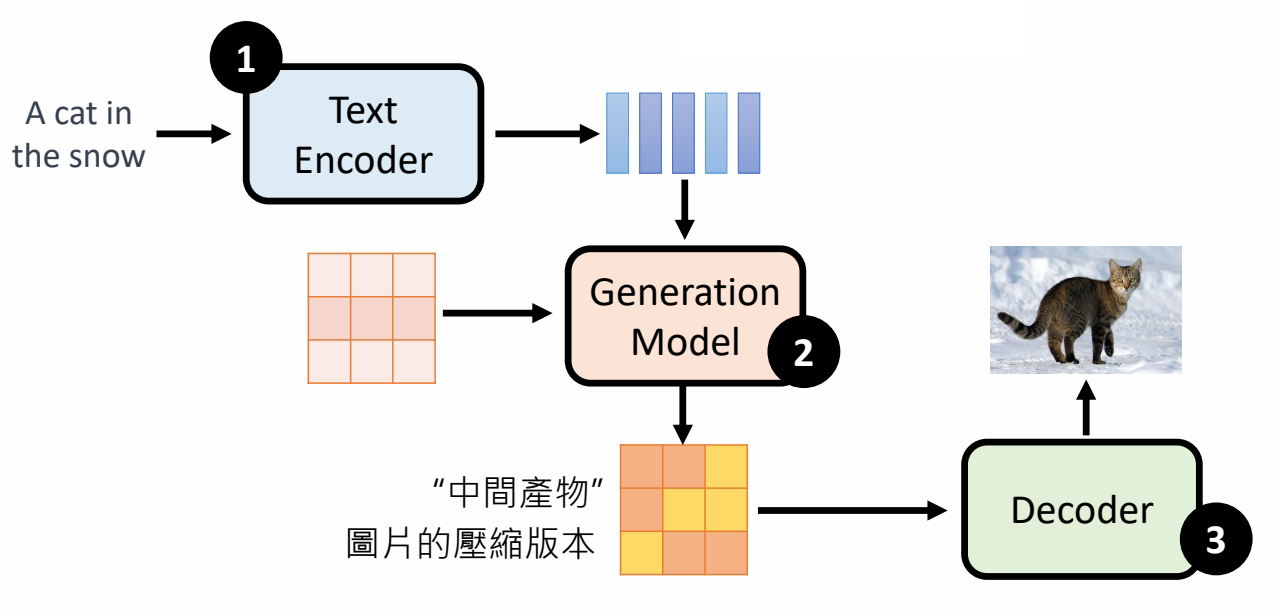 1
A cat in
the snow
Text
Encoder
Generation
Model
2
“中間產物”
圖片的壓縮版本
Decoder
3